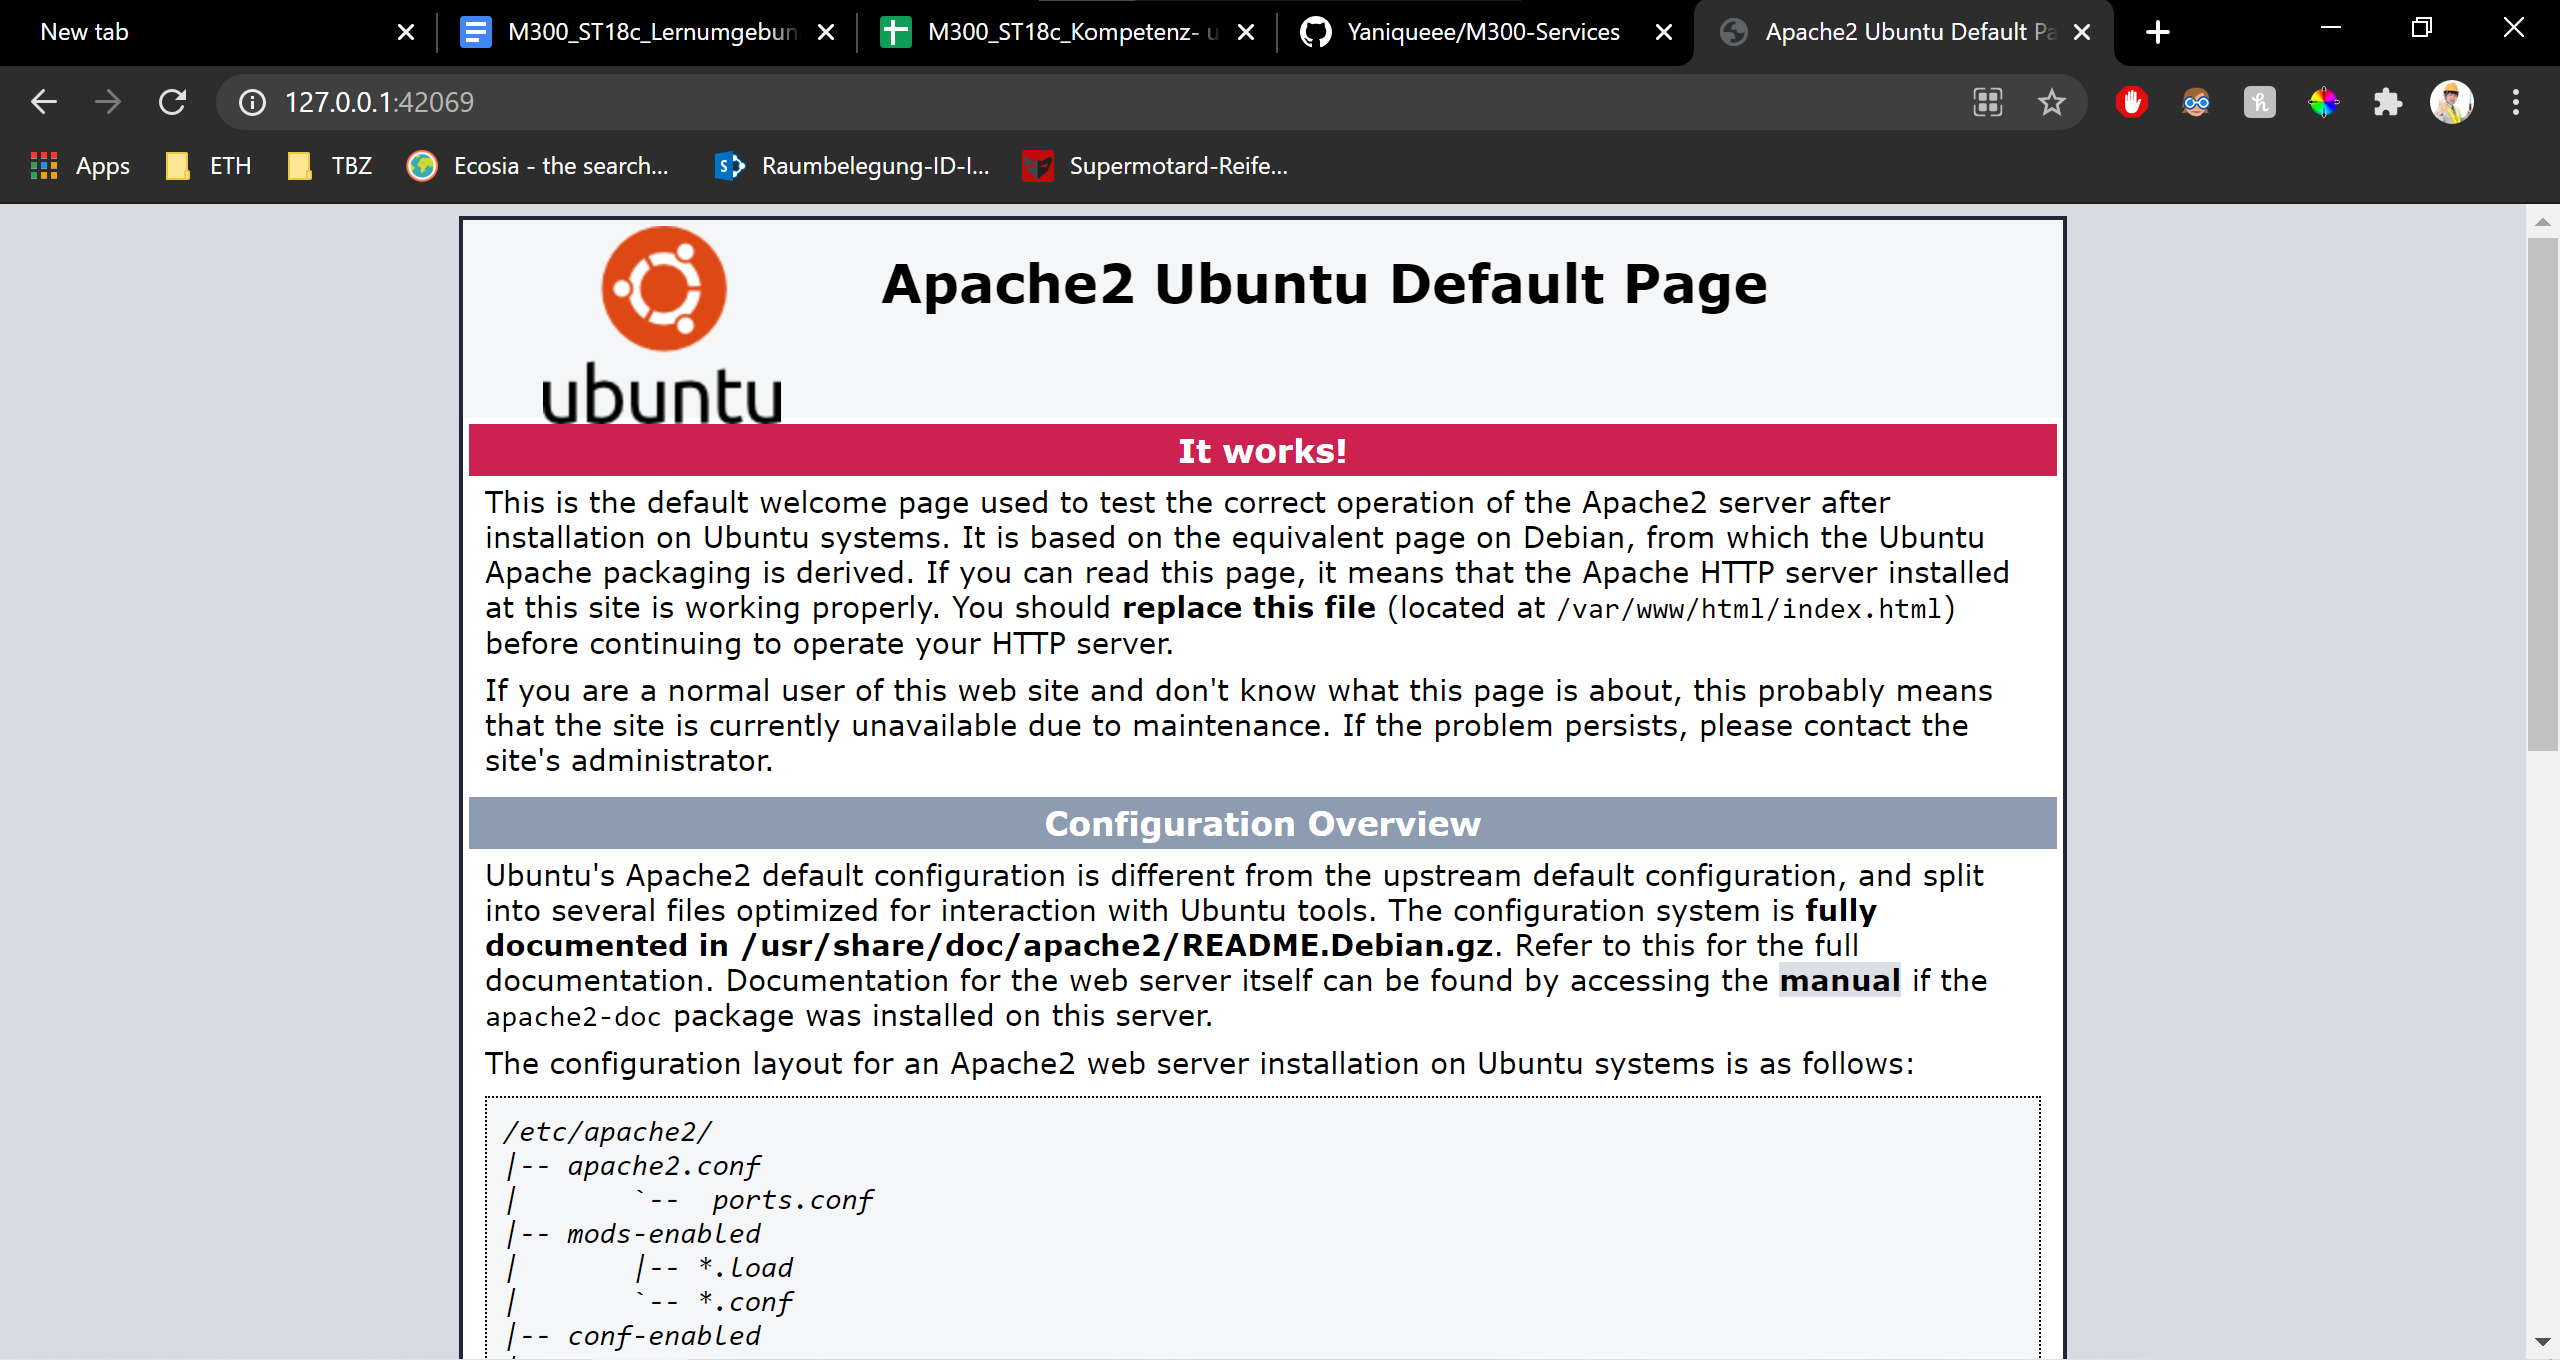 New tab
M300_ST18c_Lernumgebun
M300_ST18c_Kompetenz- u
Yaniqueee/M300-Services
Apache2 Ubuntu Default Pa
127.0.0.1:42069
Apps
ETH
TBZ
Ecosia - the search...
Raumbelegung-ID-I...
Supermotard-Reife...
ubuntu
Apache2 Ubuntu Default Page
It works!
This is the default welcome page used to test the correct operation of the Apache2 server after
installation on Ubuntu systems. It is based on the equivalent page on Debian, from which the Ubuntu
Apache packaging is derived. If you can read this page, it means that the Apache HTTP server installed
at this site is working properly. You should replace this file (located at /var/www/html/index.html)
before continuing to operate your HTTP server.
If you are a normal user of this web site and don't know what this page is about, this probably means
that the site is currently unavailable due to maintenance. If the problem persists, please contact the
site's administrator.
Configuration Overview
Ubuntu's Apache2 default configuration is different from the upstream default configuration, and split
into several files optimized for interaction with Ubuntu tools. The configuration system is fully
documented in /usr/share/doc/apache2/README.Debian.gz. Refer to this for the full
documentation. Documentation for the web server itself can be found by accessing the manual if the
apache2-doc package was installed on this server.
The configuration layout for an Apache2 web server installation on Ubuntu systems is as follows:
/etc/apache2/
|-- apache2.conf
|       `--  ports.conf
|-- mods-enabled
|       |-- *.load
|       `-- *.conf
|-- conf-enabled